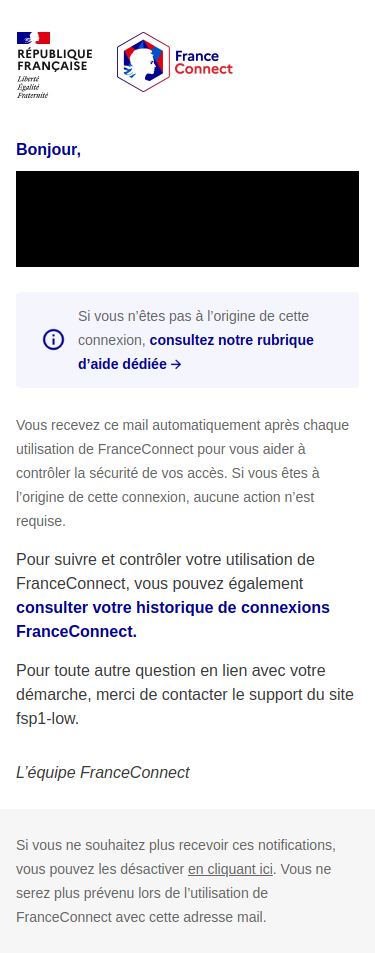 RÉPUBLIQUE
FRANÇAISE
Liberté
Égalité
Fraternité
France
Connect
Bonjour,
Si vous n’êtes pas à l’origine de cette
connexion, consultez notre rubrique
d’aide dédiée →
Vous recevez ce mail automatiquement après chaque
utilisation de FranceConnect pour vous aider à
contrôler la sécurité de vos accès. Si vous êtes à
l’origine de cette connexion, aucune action n’est
requise.
Pour suivre et contrôler votre utilisation de
FranceConnect, vous pouvez également
consulter votre historique de connexions
FranceConnect.
Pour toute autre question en lien avec votre
démarche, merci de contacter le support du site
fsp1-low.
L’équipe FranceConnect
Si vous ne souhaitez plus recevoir ces notifications,
vous pouvez les désactiver en cliquant ici. Vous ne
serez plus prévenu lors de l’utilisation de
FranceConnect avec cette adresse mail.